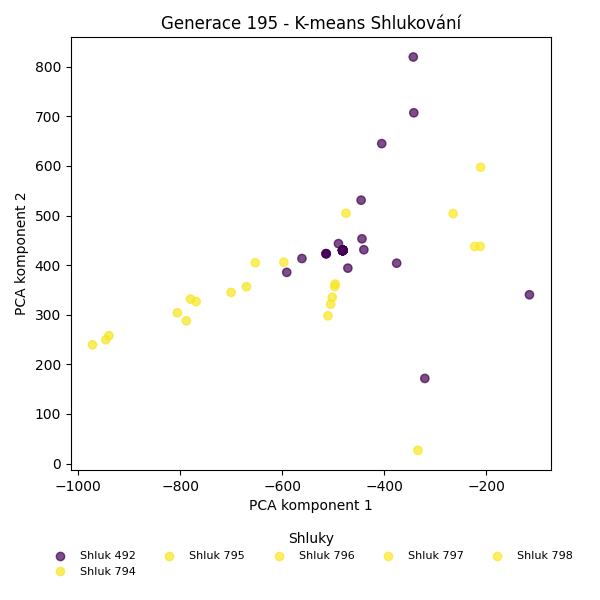 Generace 195 - K-means Shlukování
800
700
600
500
400
300
200
100
0
PCA komponent 2
−1000 −800 −600 −400 −200
PCA komponent 1
Shluky
Shluk 492 Shluk 795 Shluk 796 Shluk 797 Shluk 798
Shluk 794